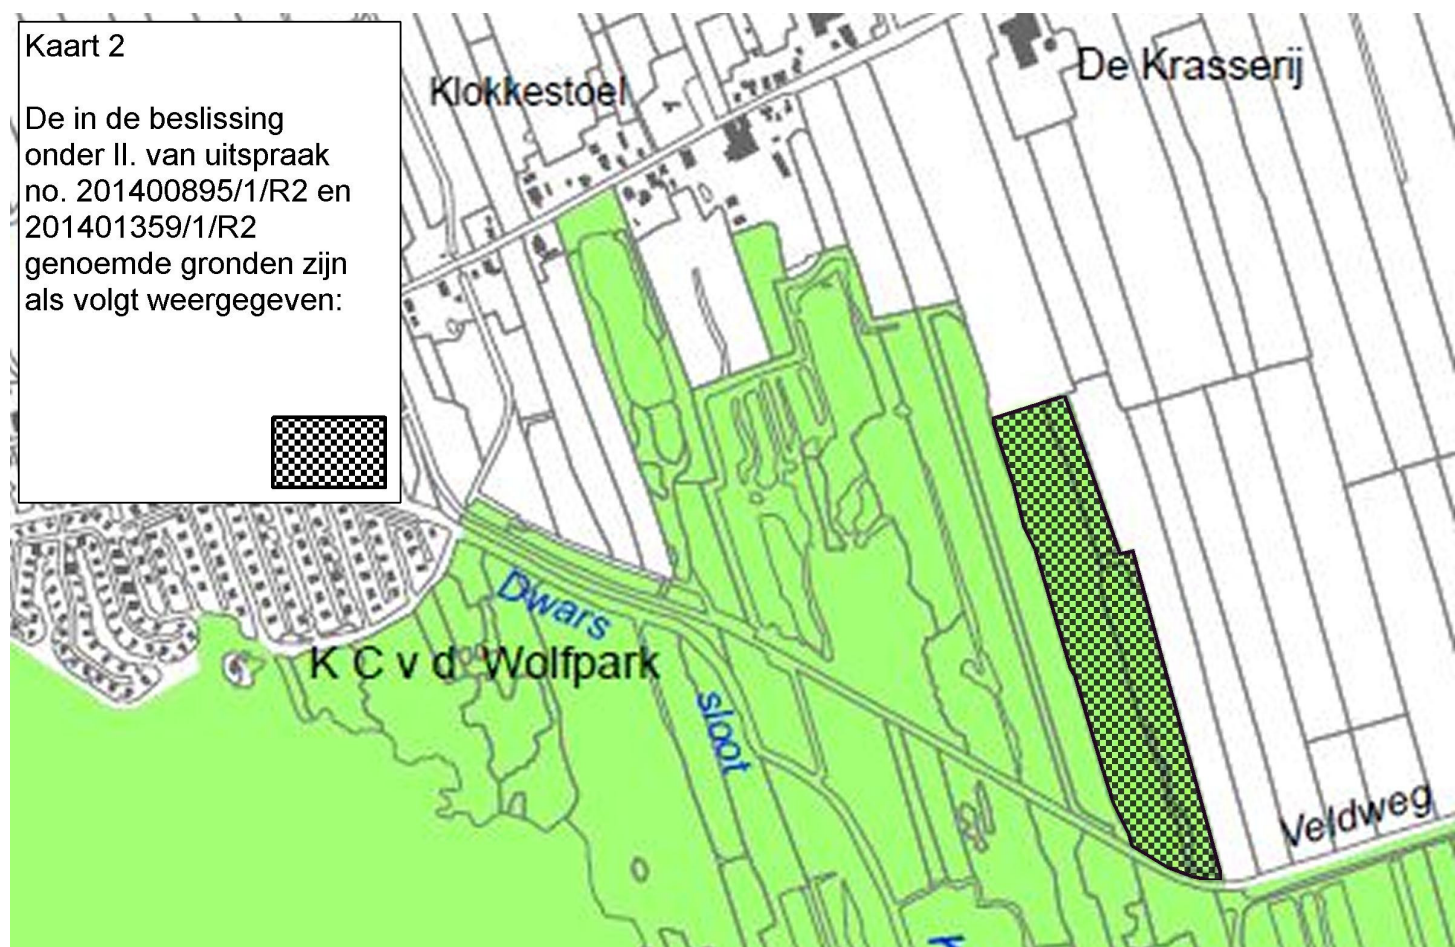 Kaart 2
De in de beslissing
onder II. van uitspraak
no. 201400895/1/R2 en
201401359/1/R2
genoemde gronden zijn
als volgt weergegeven:
Klokkestoel
De Krasserij
Dwars
sloot
K C v d Wolfpark
Veldweg